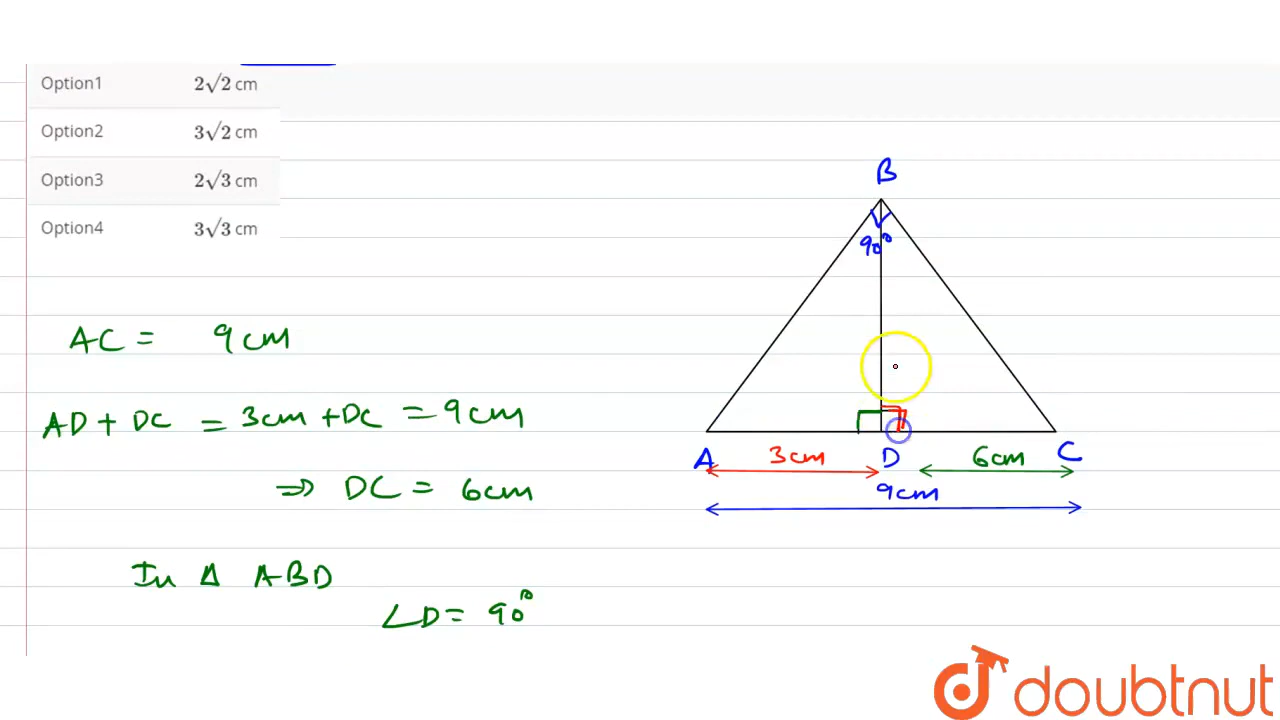 Option1 2√2 cm
Option2 3√2 cm
Option3 2√3 cm
Option4 3√3 cm
AC = 9cm
AD + DC = 3cm + DC = 9cm
⇒ DC = 6cm
In Δ ABD
∠D = 90°
B
90°
A 3cm D 6cm C
9cm
doubtnut